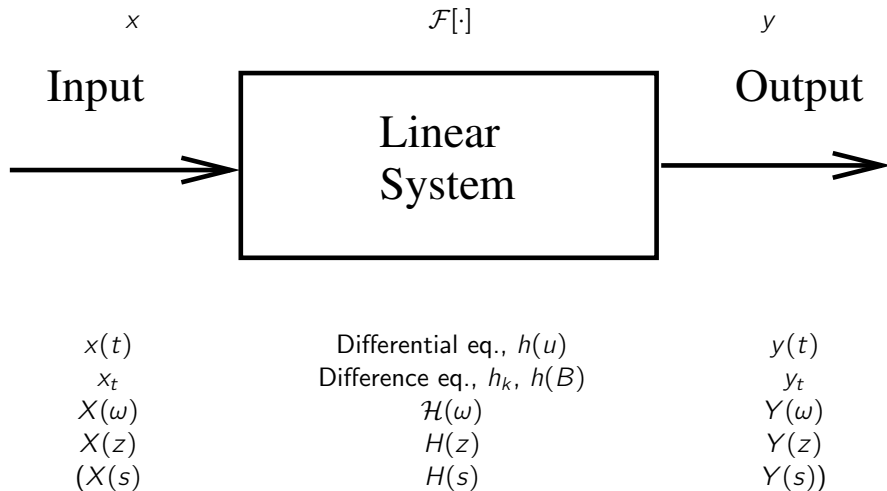 x F[·] y
Input Output
Linear
System
x(t) Differential eq., h(u) y(t)
x_t Difference eq., h_k, h(B) y_t
X(ω) H(ω) Y(ω)
X(z) H(z) Y(z)
(X(s) H(s) Y(s))